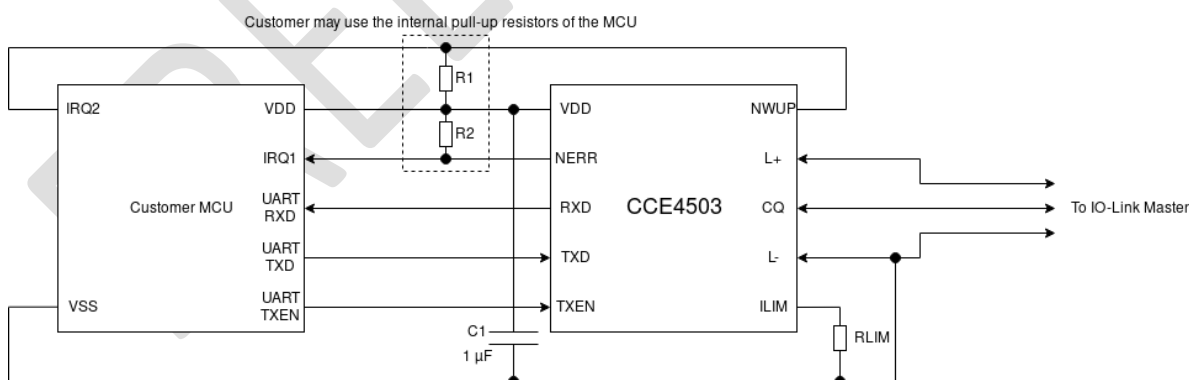 Customer may use the internal pull-up resistors of the MCU
R1
IRQ2
VDD
VDD
NWUP
R2
IRQ1
NERR
L+
UART
RXD
Customer MCU
RXD
CCE4503
CQ
To IO-Link Master
UART
TXD
TXD
L-
VSS
UART
TXEN
TXEN
ILIM
C1
1 µF
RLIM